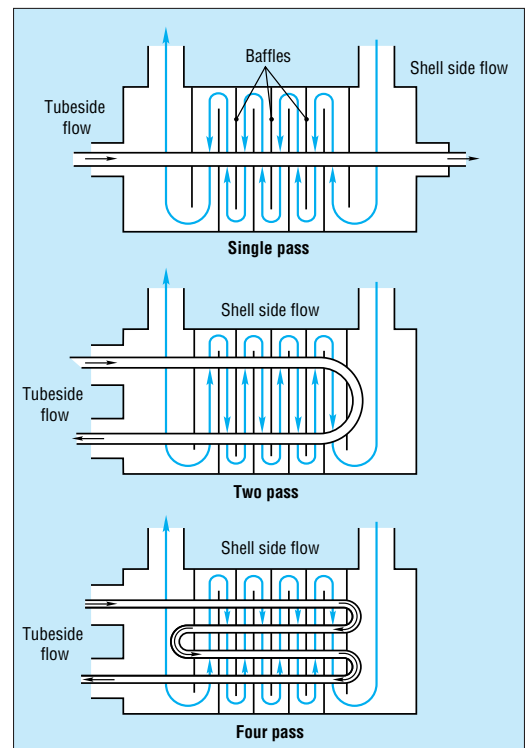 Baffles
Shell side flow
Tubeside
flow
Single pass
Shell side flow
Tubeside
flow
Two pass
Shell side flow
Tubeside
flow
Four pass